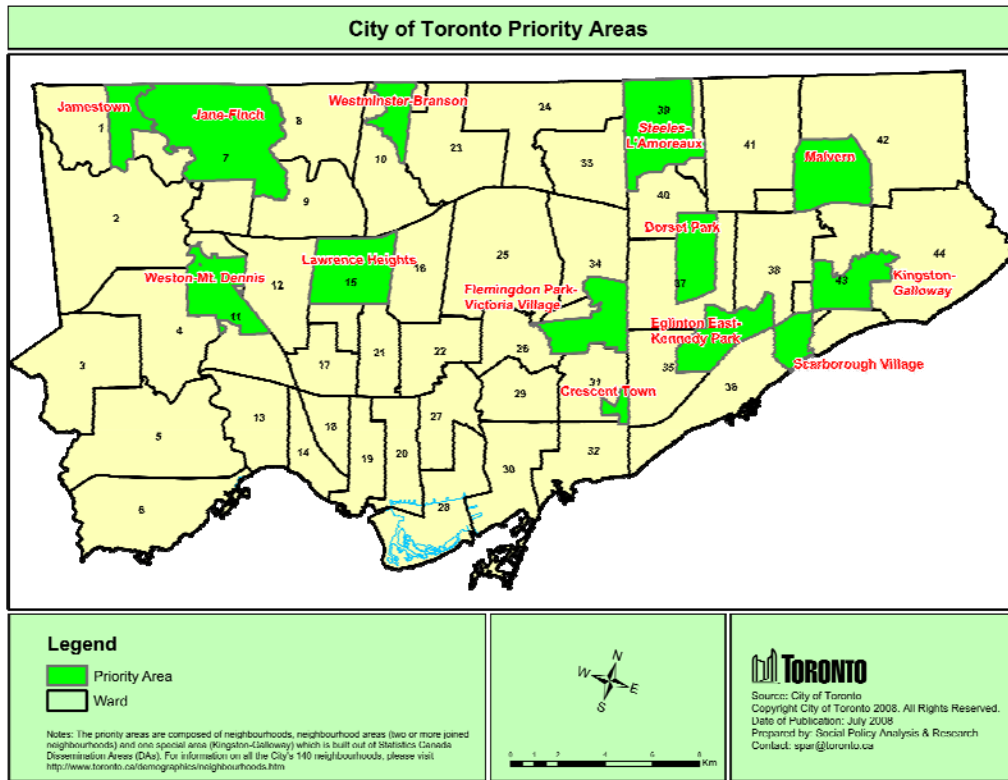 City of Toronto Priority Areas
Jamestown
1
Jane-Finch
7
8
Westminster-Branson
10
23
24
33
39
Steeles-
L'Amoreaux
41
Malvern
42
2
9
40
Dorset Park
44
Weston-Mt. Dennis
12
Lawrence Heights
15
16
25
34
38
43
Kingston-
Galloway
Flemingdon Park-
Victoria Village
37
4
11
Eglinton East-
Kennedy Park
3
17
21
22
26
35
Scarborough Village
29
31
Crescent Town
36
5
13
14
18
19
20
27
30
32
6
28
Legend
Priority Area
Ward
Notes: The priority areas are composed of neighbourhoods, neighbourhood areas (two or more joined
neighbourhoods) and one special area (Kingston-Galloway) which is built out of Statistics Canada
Dissemination Areas (DAs). For information on all the City's 140 neighbourhoods, please visit
http://www.toronto.ca/demographics/neighbourhoods.htm
N
W
E
S
0 1 2 4 6 8
Km
TORONTO
Source: City of Toronto
Copyright City of Toronto 2008. All Rights Reserved.
Date of Publication: July 2008
Prepared by: Social Policy Analysis & Research
Contact: spar@toronto.ca